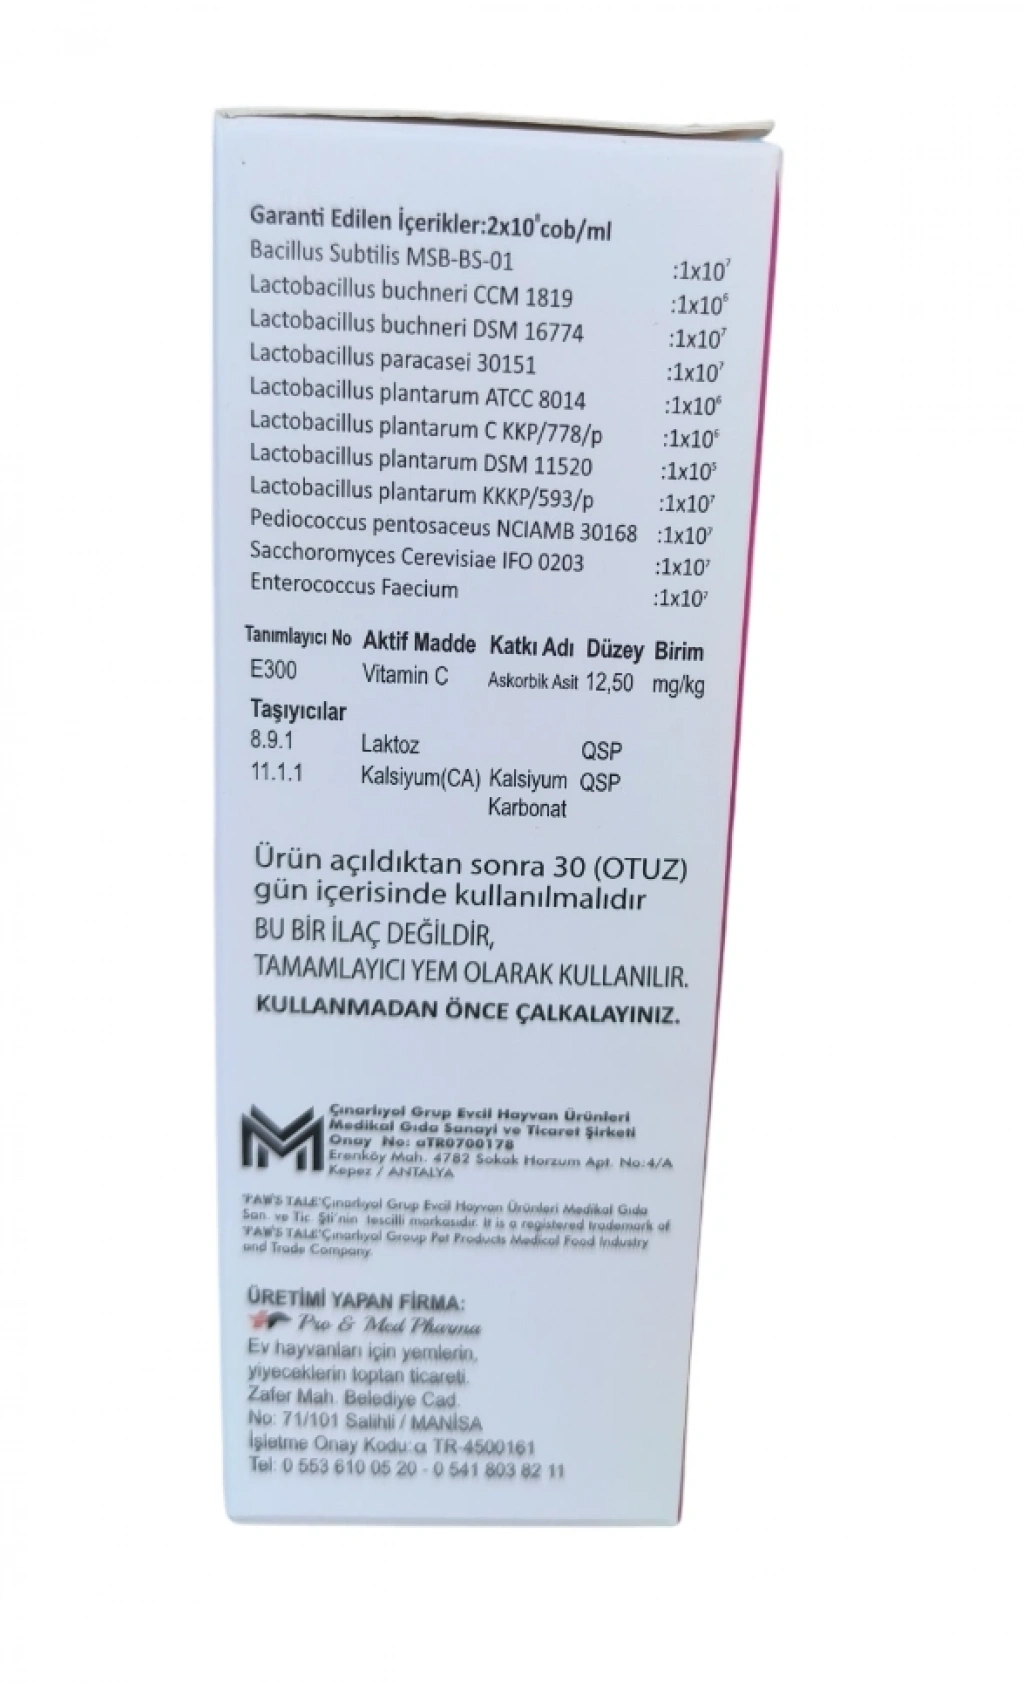 Garanti Edilen İçerikler:2x10⁸cob/ml
Bacillus Subtilis MSB-BS-01 :1x10⁷
Lactobacillus buchneri CCM 1819 :1x10⁶
Lactobacillus buchneri DSM 16774 :1x10⁷
Lactobacillus paracasei 30151 :1x10⁷
Lactobacillus plantarum ATCC 8014 :1x10⁶
Lactobacillus plantarum C KKP/778/p :1x10⁶
Lactobacillus plantarum DSM 11520 :1x10⁵
Lactobacillus plantarum KKKP/593/p :1x10⁷
Pediococcus pentosaceus NCIAMB 30168 :1x10⁷
Sacchoromyces Cerevisiae IFO 0203 :1x10⁷
Enterococcus Faecium :1x10⁷
Tanımlayıcı No Aktif Madde Katkı Adı Düzey Birim
E300 Vitamin C Askorbik Asit 12,50 mg/kg
Taşıyıcılar
8.9.1 Laktoz QSP
11.1.1 Kalsiyum(CA) Kalsiyum QSP
Karbonat
Ürün açıldıktan sonra 30 (OTUZ)
gün içerisinde kullanılmalıdır
BU BİR İLAÇ DEĞİLDİR,
TAMAMLAYICI YEM OLARAK KULLANILIR.
KULLANMADAN ÖNCE ÇALKALAYINIZ.
Çınarlıyol Grup Evcil Hayvan Ürünleri
Medikal Gıda Sanayi ve Ticaret Şirketi
Onay No: αTR0700178
Erenköy Mah. 4782 Sokak Horzum Apt. No:4/A
Kepez / ANTALYA
'PAW'S TALE'Çınarlıyol Grup Evcil Hayvan Ürünleri Medikal Gıda
San. ve Tic. Şti'nin tescilli markasıdır. It is a registered trademark of
'PAW'S TALE'Çınarlıyol Group Pet Products Medical Food Industry
and Trade Company
ÜRETİMİ YAPAN FİRMA:
Pro & Med Pharma
Ev hayvanları için yemlerin,
yiyeceklerin toptan ticareti.
Zafer Mah. Belediye Cad.
No: 71/101 Salihli / MANİSA
İşletme Onay Kodu:α TR-4500161
Tel: 0 553 610 05 20 - 0 541 803 82 11